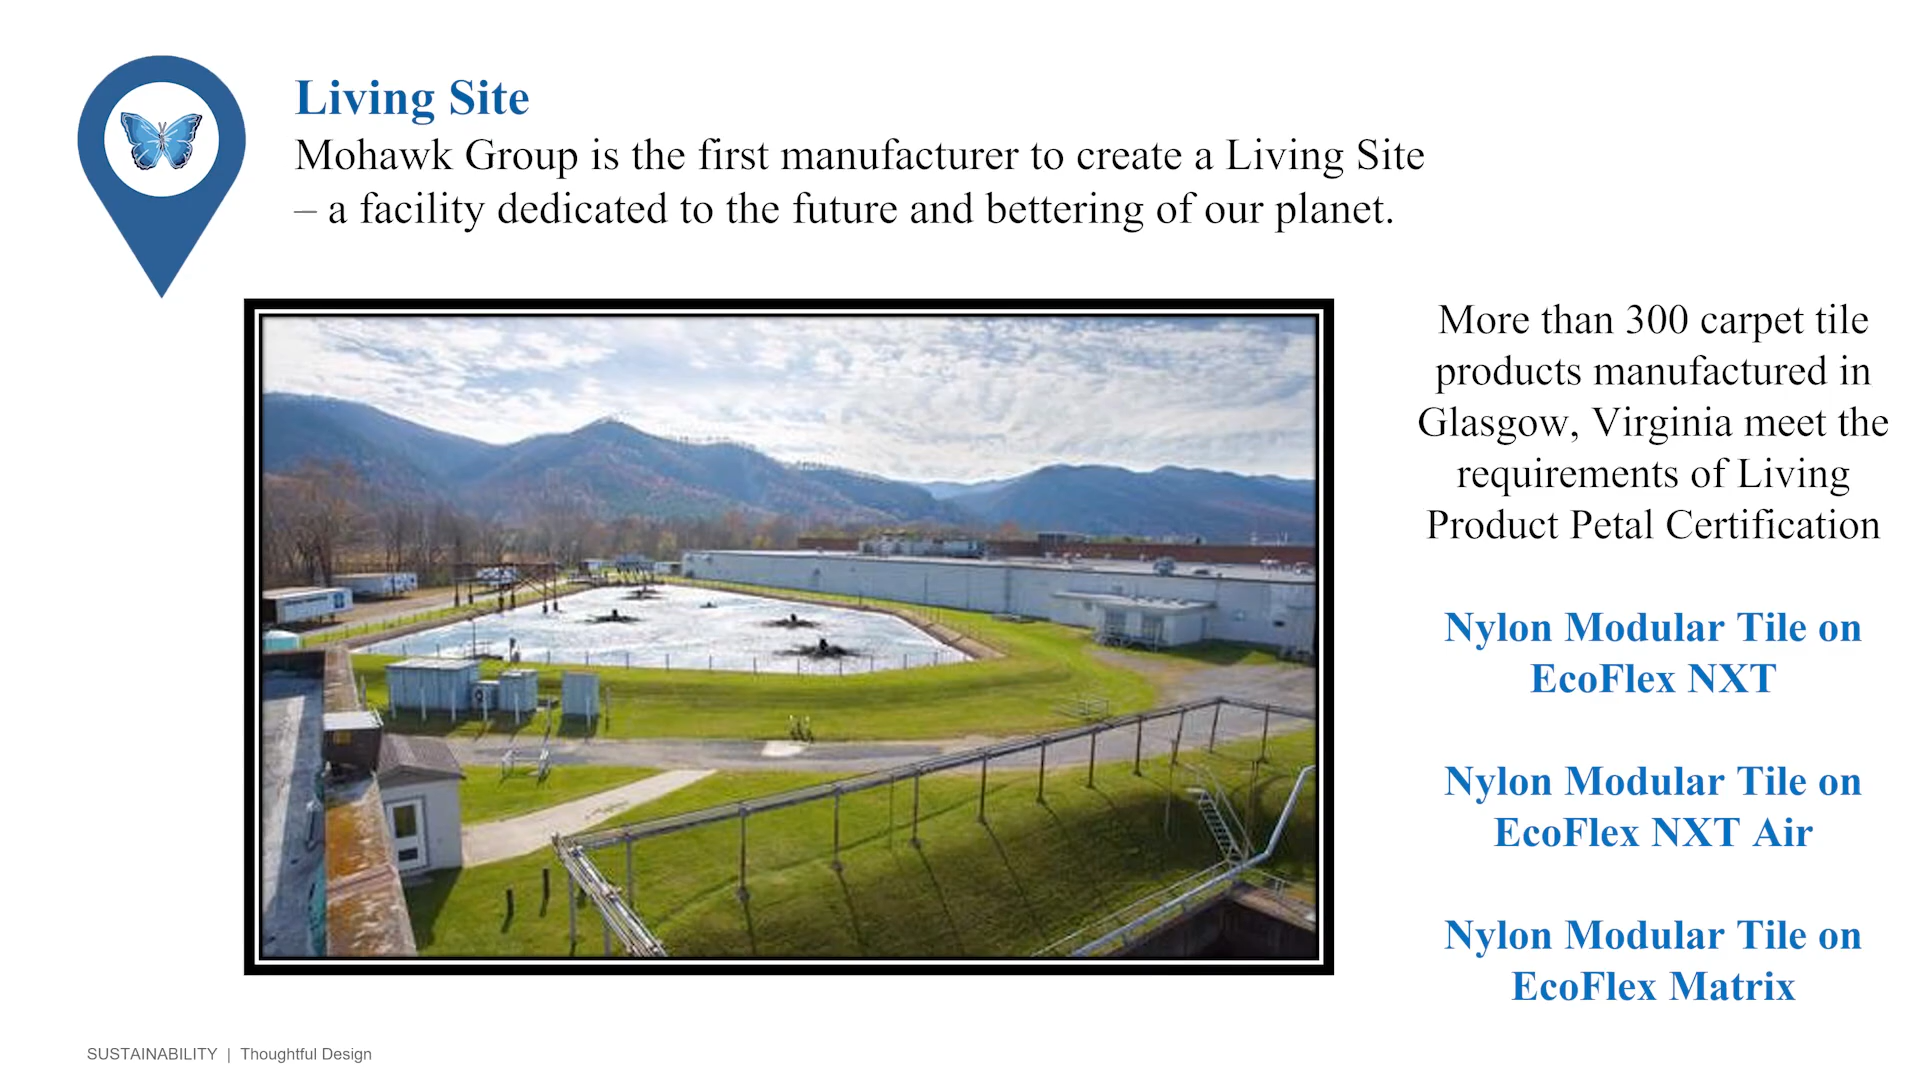 Living Site
Mohawk Group is the first manufacturer to create a Living Site
– a facility dedicated to the future and bettering of our planet.
More than 300 carpet tile
products manufactured in
Glasgow, Virginia meet the
requirements of Living
Product Petal Certification
Nylon Modular Tile on
EcoFlex NXT
Nylon Modular Tile on
EcoFlex NXT Air
Nylon Modular Tile on
EcoFlex Matrix
SUSTAINABILITY | Thoughtful Design